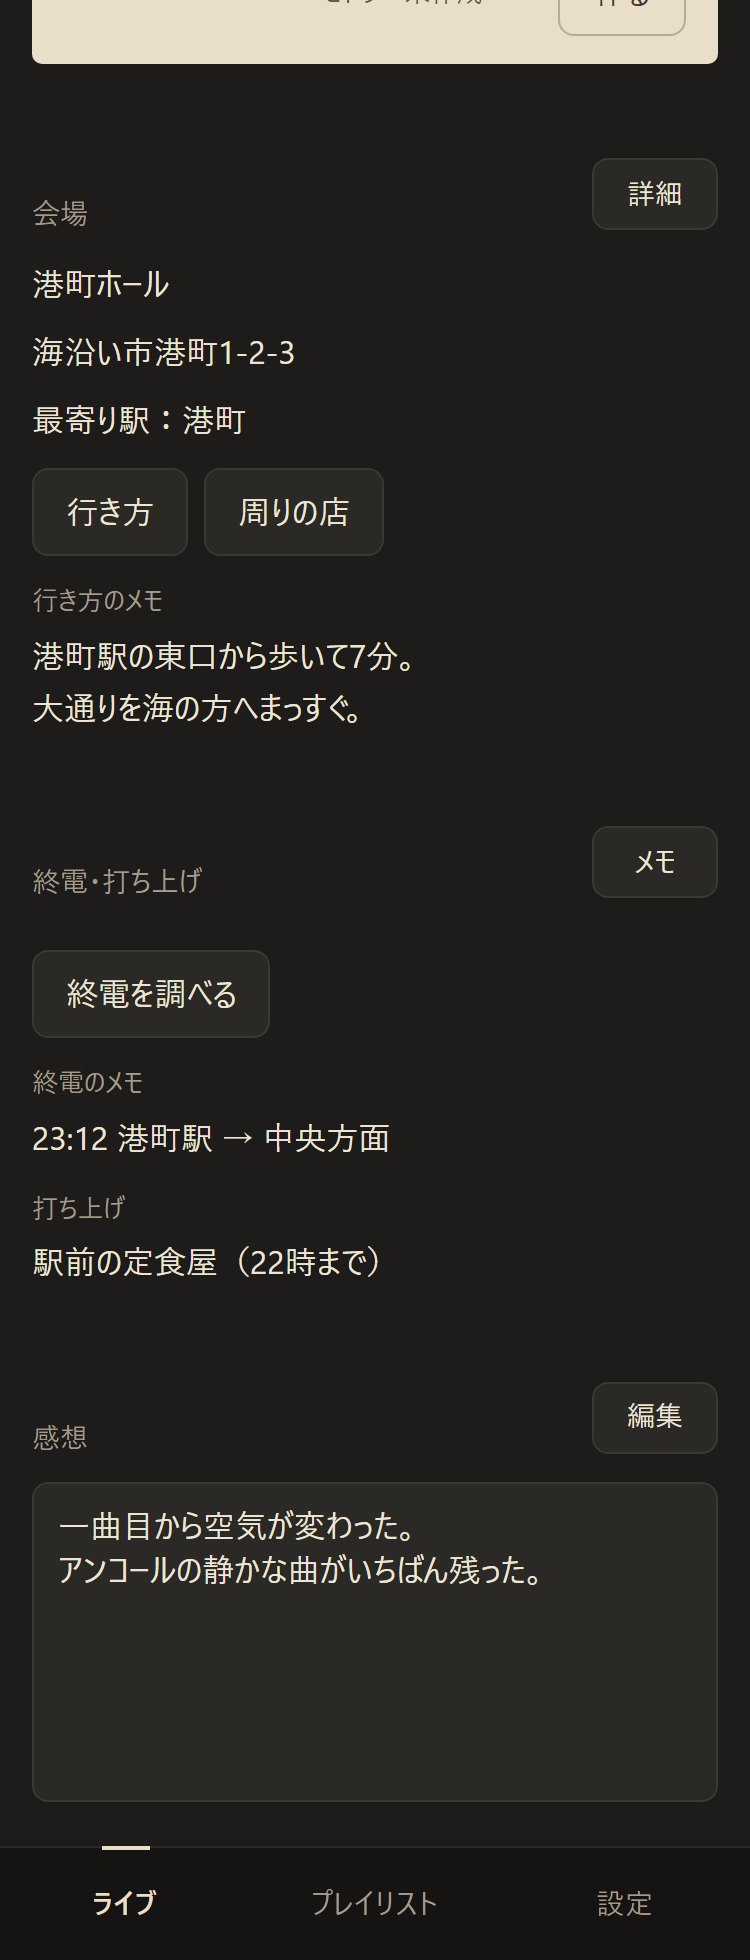 会場
詳細
港町ホール
海沿い市港町1-2-3
最寄り駅：港町
行き方
周りの店
行き方のメモ
港町駅の東口から歩いて7分。
大通りを海の方へまっすぐ。
終電・打ち上げ
メモ
終電を調べる
終電のメモ
23:12 港町駅 → 中央方面
打ち上げ
駅前の定食屋（22時まで）
感想
編集
一曲目から空気が変わった。
アンコールの静かな曲がいちばん残った。
ライブ
プレイリスト
設定